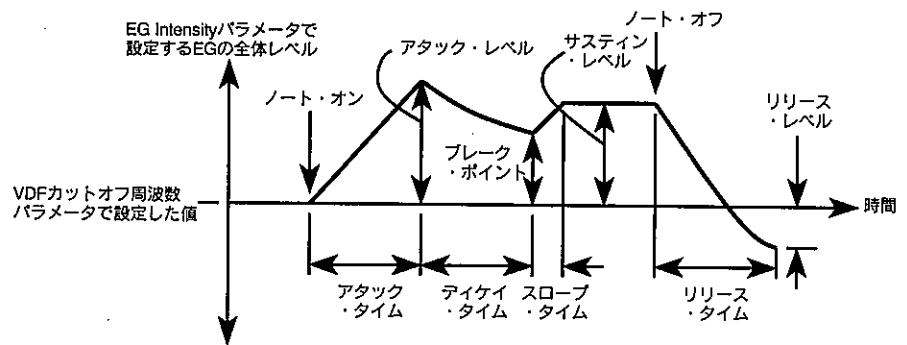 EG Intensityパラメータで
設定するEGの全体レベル
アタック・レベル
サスティン
・レベル
ノート・オフ
ノート・オン
リリース
・レベル
ブレーク
・ポイント
VDFカットオフ周波数
パラメータで設定した値
時間
アタック
・タイム
ディケイ
・タイム
スロープ
・タイム
リリース
・タイム